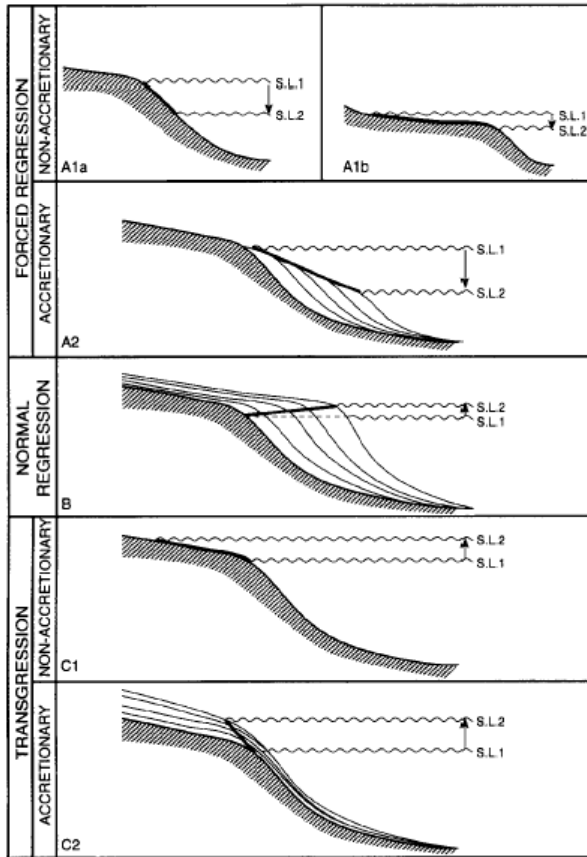 FORCED REGRESSION
NON-ACCRETIONARY
S.L.1
S.L.2
A1a
S.L.1
S.L.2
A1b
ACCRETIONARY
S.L.1
S.L.2
A2
NORMAL
REGRESSION
S.L.2
S.L.1
B
TRANSGRESSION
NON-ACCRETIONARY
S.L.2
S.L.1
C1
ACCRETIONARY
S.L.2
S.L.1
C2